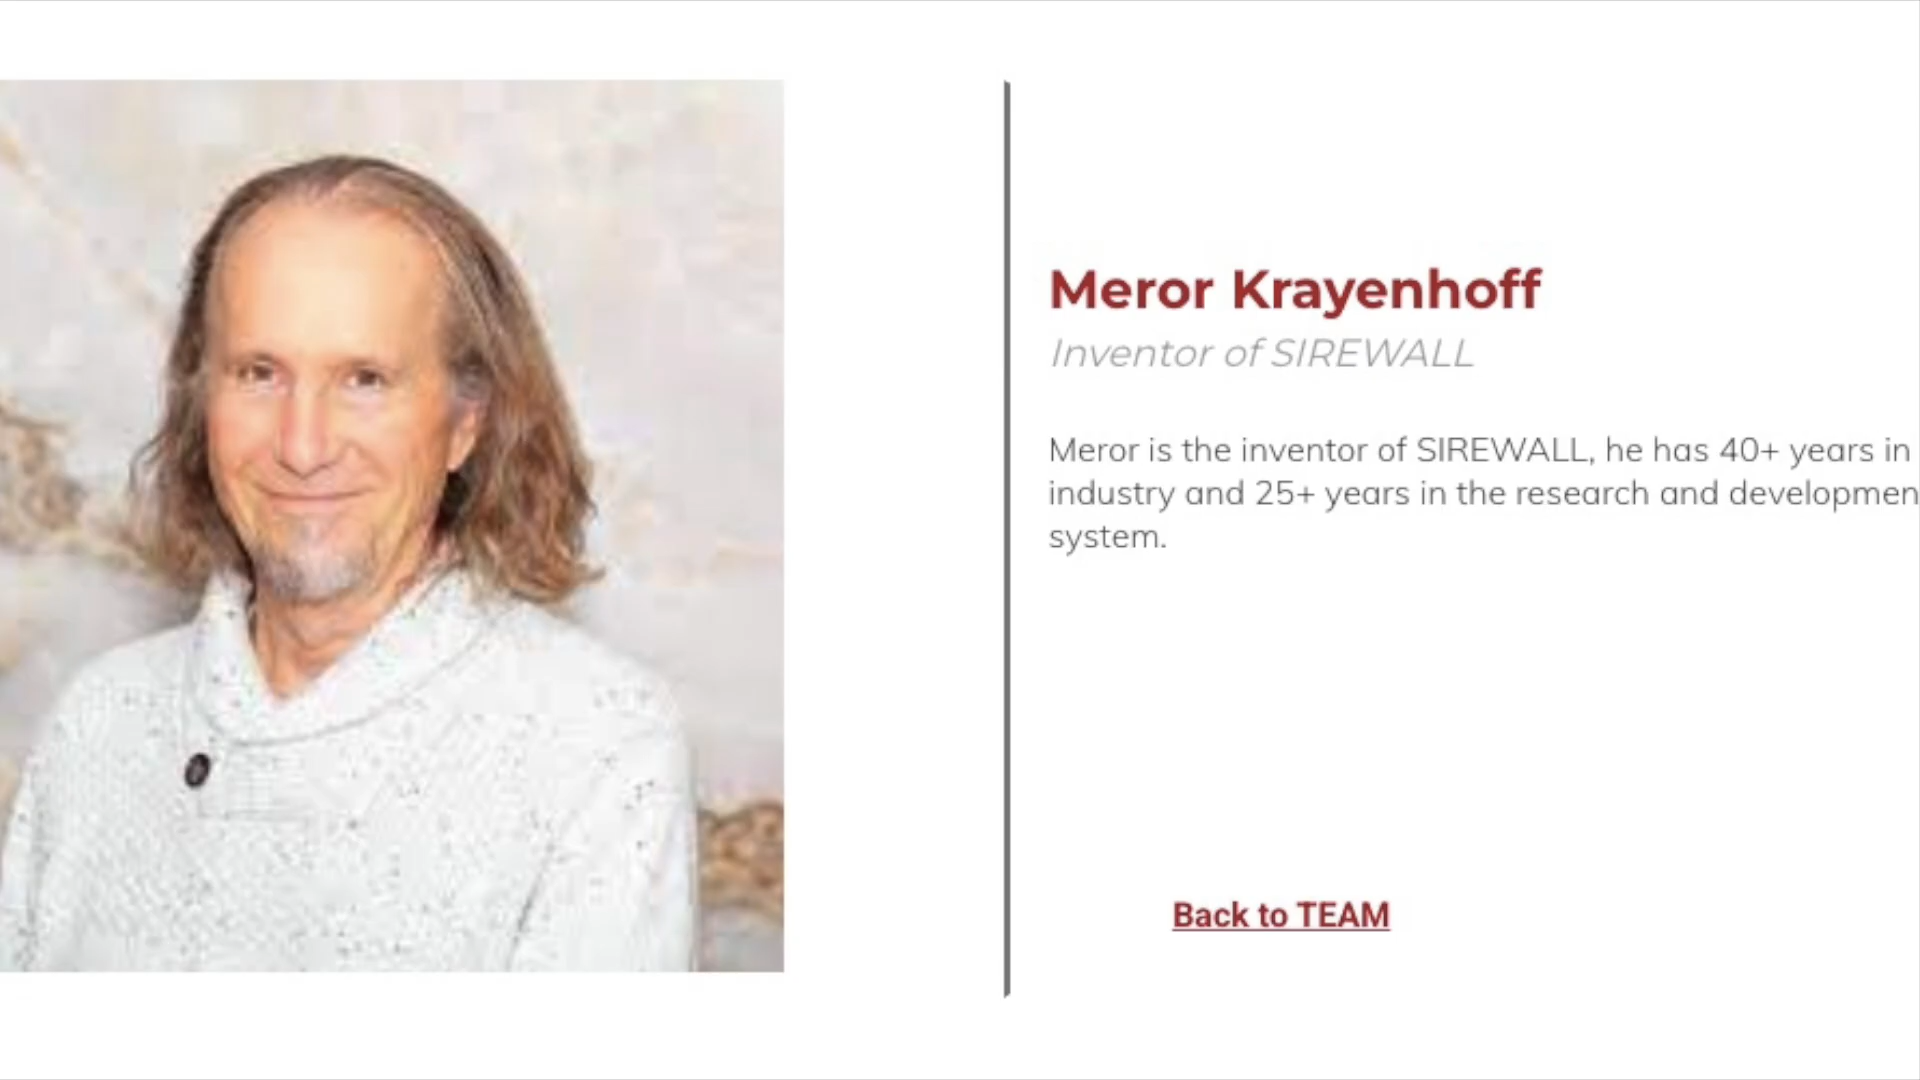 Meror Krayenhoff
Inventor of SIREWALL
Meror is the inventor of SIREWALL, he has 40+ years in
industry and 25+ years in the research and developmen
system.
Back to TEAM